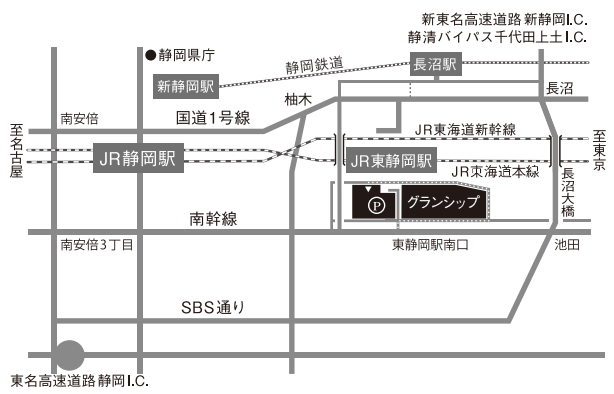 新東名高速道路 新静岡I.C.
静清バイパス千代田上土I.C.
●静岡県庁
静岡鉄道
長沼駅
新静岡駅
柚木
長沼
南安倍
国道1号線
至名古屋
JR東海道新幹線
至東京
JR静岡駅
JR東静岡駅
JR東海道本線
長沼大橋
P
グランシップ
南幹線
南安倍3丁目
東静岡駅南口
池田
SBS通り
東名高速道路 静岡I.C.